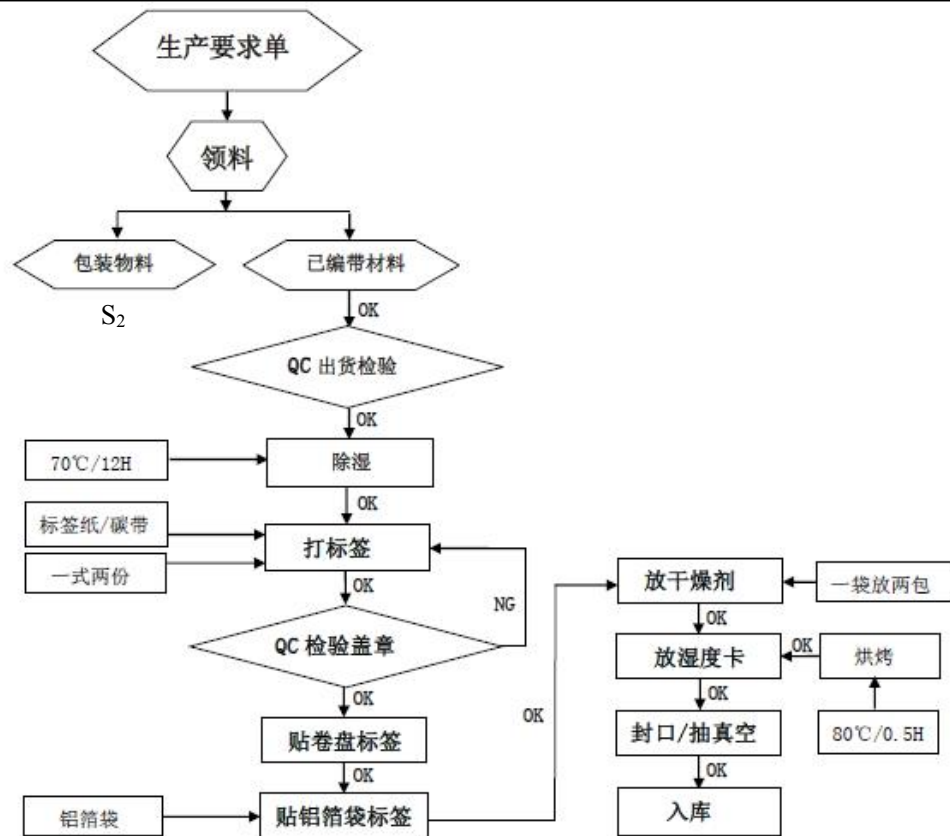 生产要求单
领料
包装物料
已编带材料
S₂
OK
QC 出货检验
OK
70℃/12H
除湿
OK
标签纸/碳带
打标签
一式两份
OK
NG
QC 检验盖章
OK
贴卷盘标签
OK
铝箔袋
贴铝箔袋标签
OK
放干燥剂
一袋放两包
OK
放湿度卡
OK
烘烤
OK
封口/抽真空
80℃/0.5H
OK
入库